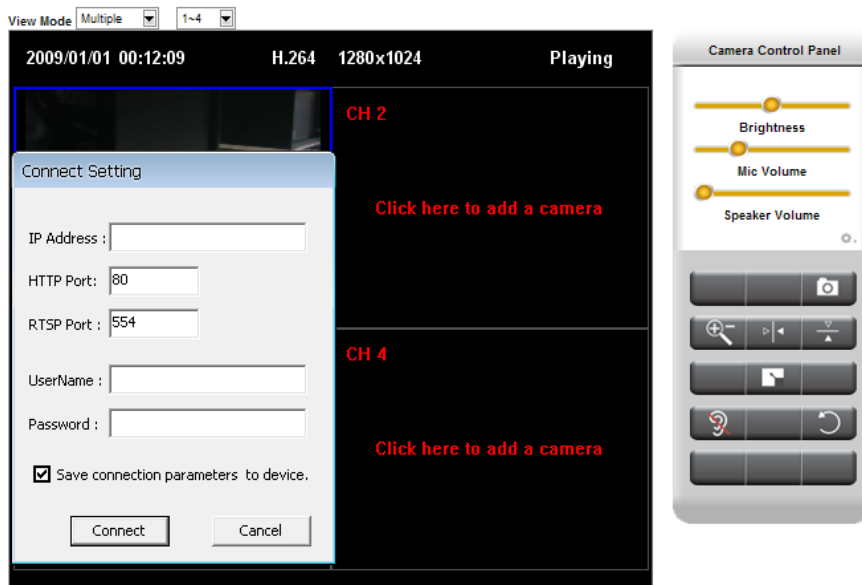 View Mode Multiple 1~4
2009/01/01 00:12:09 H.264 1280x1024 Playing
CH 2
Click here to add a camera
CH 4
Click here to add a camera
Connect Setting
IP Address :
HTTP Port: 80
RTSP Port : 554
UserName :
Password :
Save connection parameters to device.
Connect Cancel
Camera Control Panel
Brightness
Mic Volume
Speaker Volume